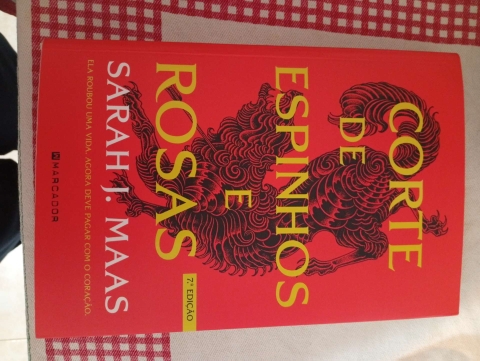 CORTE
DE
ESPINHOS
E
ROSAS
7.ª EDIÇÃO
SARAH J. MAAS
ELA ROUBOU UMA VIDA. AGORA DEVE PAGAR COM O CORAÇÃO.
MARCADOR